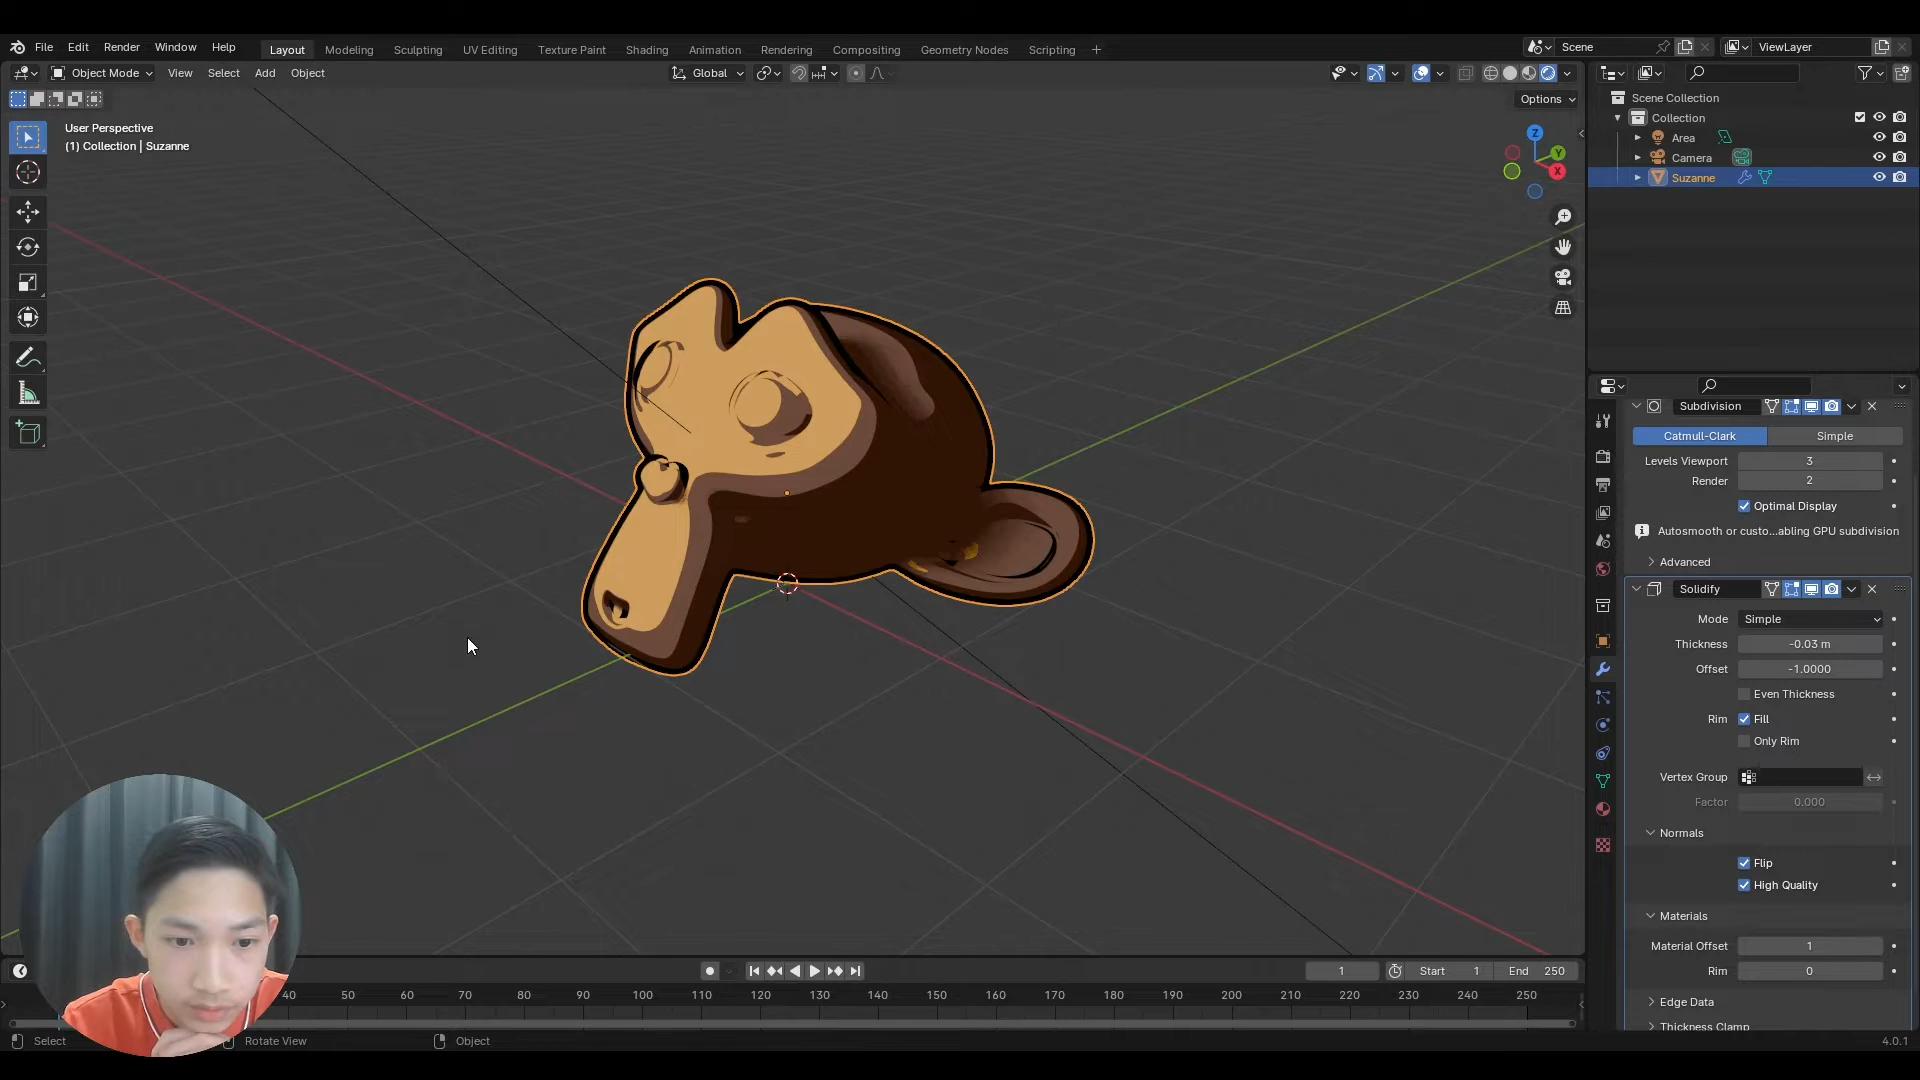 File Edit Render Window Help Layout Modeling Sculpting UV Editing Texture Paint Shading Animation Rendering Compositing Geometry Nodes Scripting + Scene ViewLayer
Object Mode View Select Add Object Global
Options
User Perspective
(1) Collection | Suzanne
Z
Y
X
Scene Collection
Collection
Area
Camera
Suzanne
Subdivision
Catmull-Clark Simple
Levels Viewport 3
Render 2
Optimal Display
Autosmooth or custo...abling GPU subdivision
Advanced
Solidify
Mode Simple
Thickness -0.03 m
Offset -1.0000
Even Thickness
Rim Fill
Only Rim
Vertex Group
Factor 0.000
Normals
Flip
High Quality
Materials
Material Offset 1
Rim 0
Edge Data
Thickness Clamp
1 Start 1 End 250
40 50 60 70 80 90 100 110 120 130 140 150 160 170 180 190 200 210 220 230 240 250
Select Rotate View Object 4.0.1